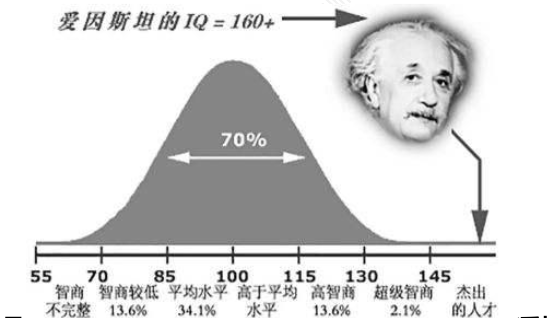 爱因斯坦的IQ = 160+
70%
55 70 85 100 115 130 145
智商 智商较低 平均水平 高于平均 高智商 超级智商 杰出
不完整 13.6% 34.1% 水平 13.6% 2.1% 的人才